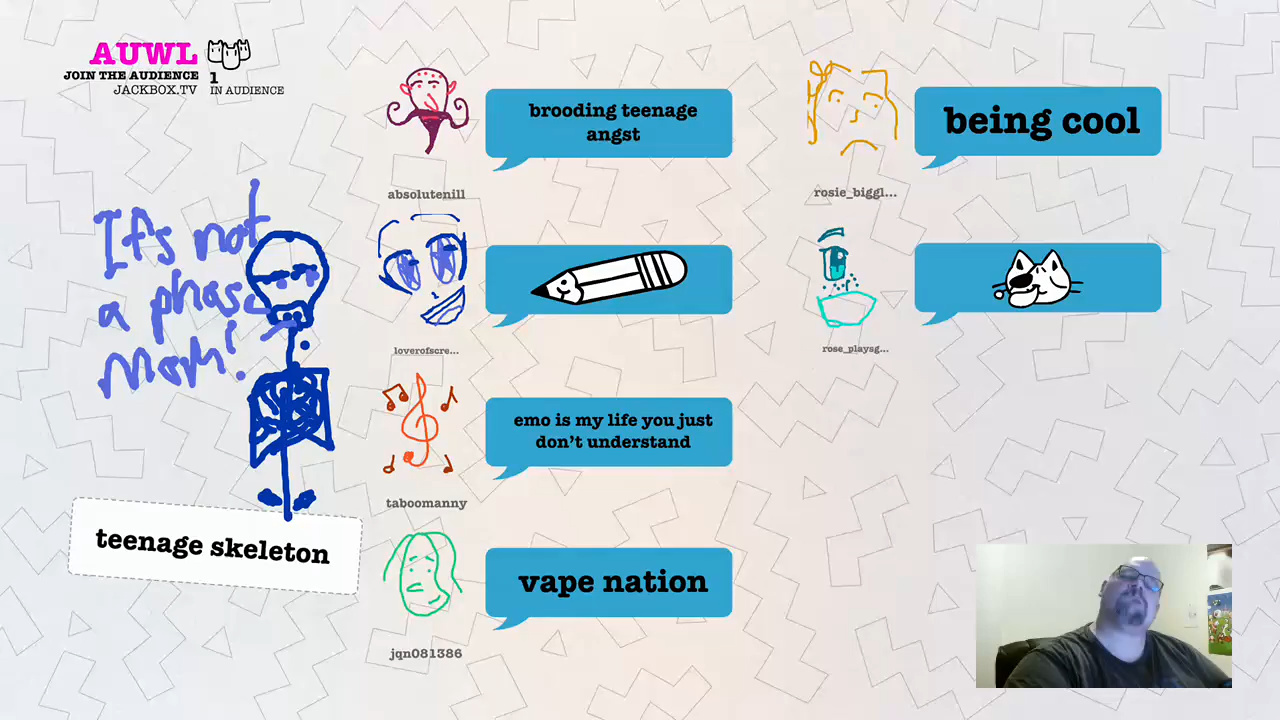 AUWL
JOIN THE AUDIENCE
JACKBOX.TV
1
IN AUDIENCE
It's not
a phase
Mom!
teenage skeleton
brooding teenage
angst
absolutenill
loverofscre...
emo is my life you just
don't understand
taboomanny
vape nation
jqn081386
being cool
rosie_biggl...
rose_playsg...